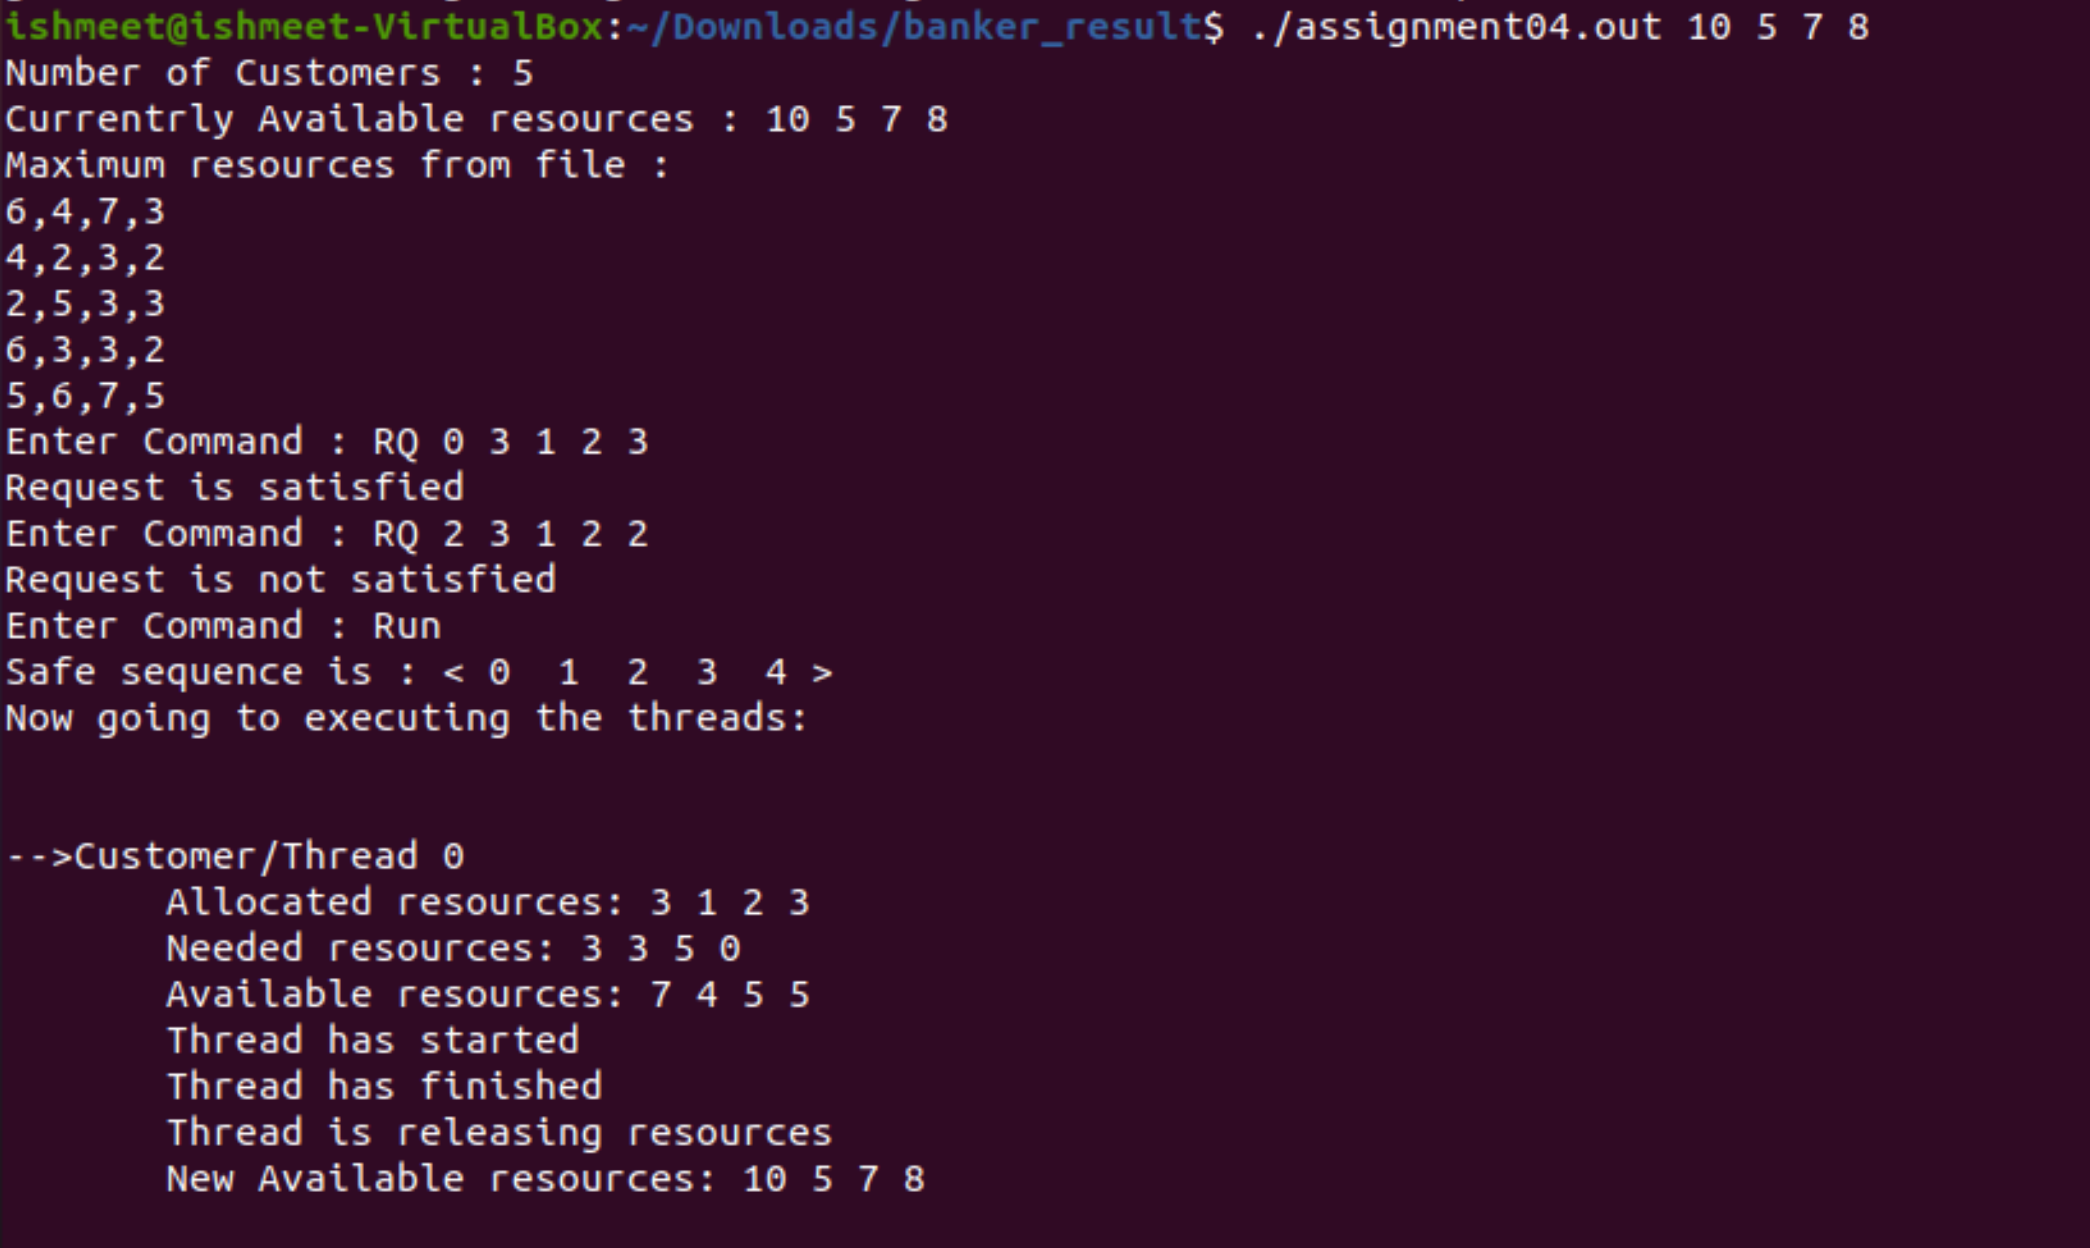 ishmeet@ishmeet-VirtualBox:~/Downloads/banker_result$ ./assignment04.out 10 5 7 8
Number of Customers : 5
Currentrly Available resources : 10 5 7 8
Maximum resources from file :
6,4,7,3
4,2,3,2
2,5,3,3
6,3,3,2
5,6,7,5
Enter Command : RQ 0 3 1 2 3
Request is satisfied
Enter Command : RQ 2 3 1 2 2
Request is not satisfied
Enter Command : Run
Safe sequence is : < 0  1  2  3  4 >
Now going to executing the threads:
-->Customer/Thread 0
Allocated resources: 3 1 2 3
Needed resources: 3 3 5 0
Available resources: 7 4 5 5
Thread has started
Thread has finished
Thread is releasing resources
New Available resources: 10 5 7 8